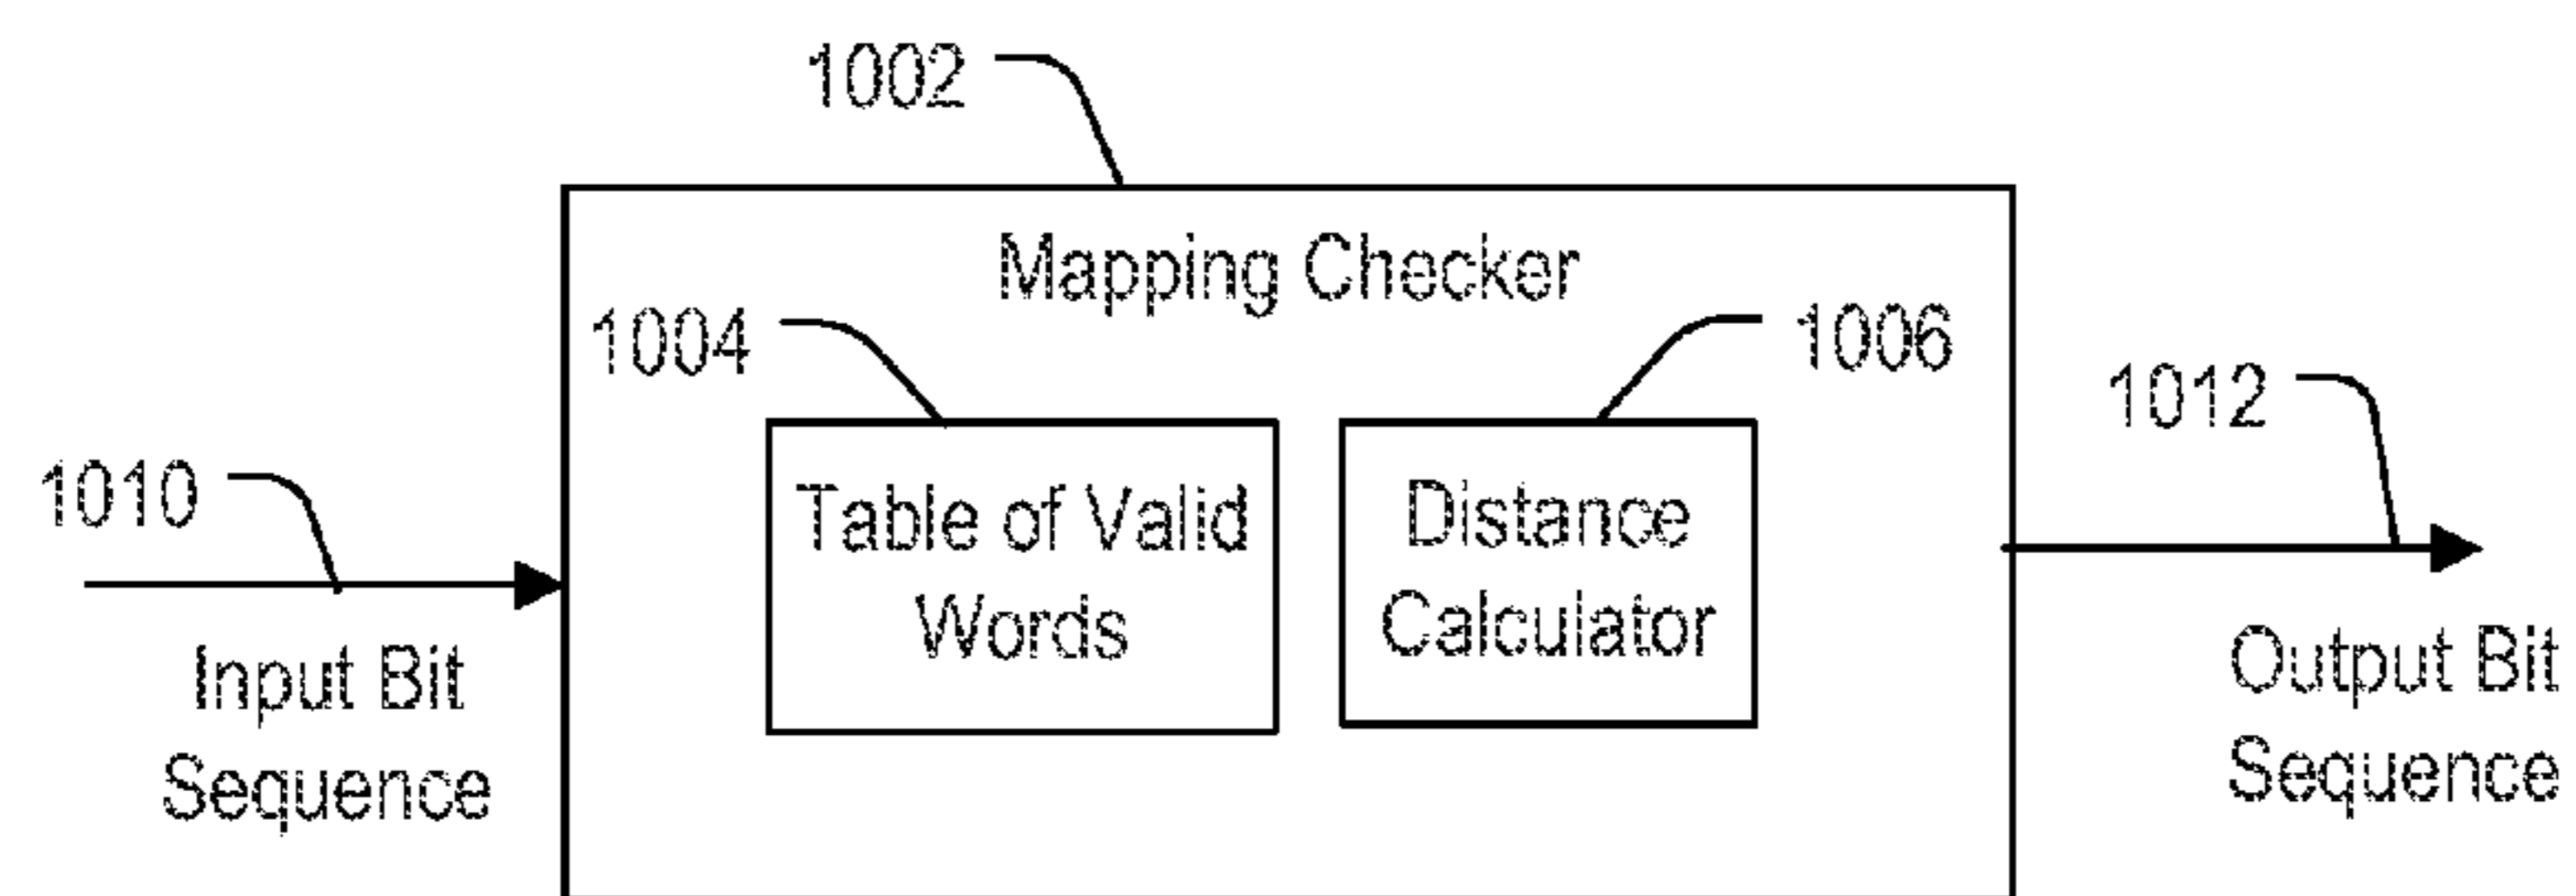 1002
Mapping Checker
1004
1006
1012
1010
Table of Valid
Words
Distance
Calculator
Input Bit
Sequence
Output Bit
Sequence